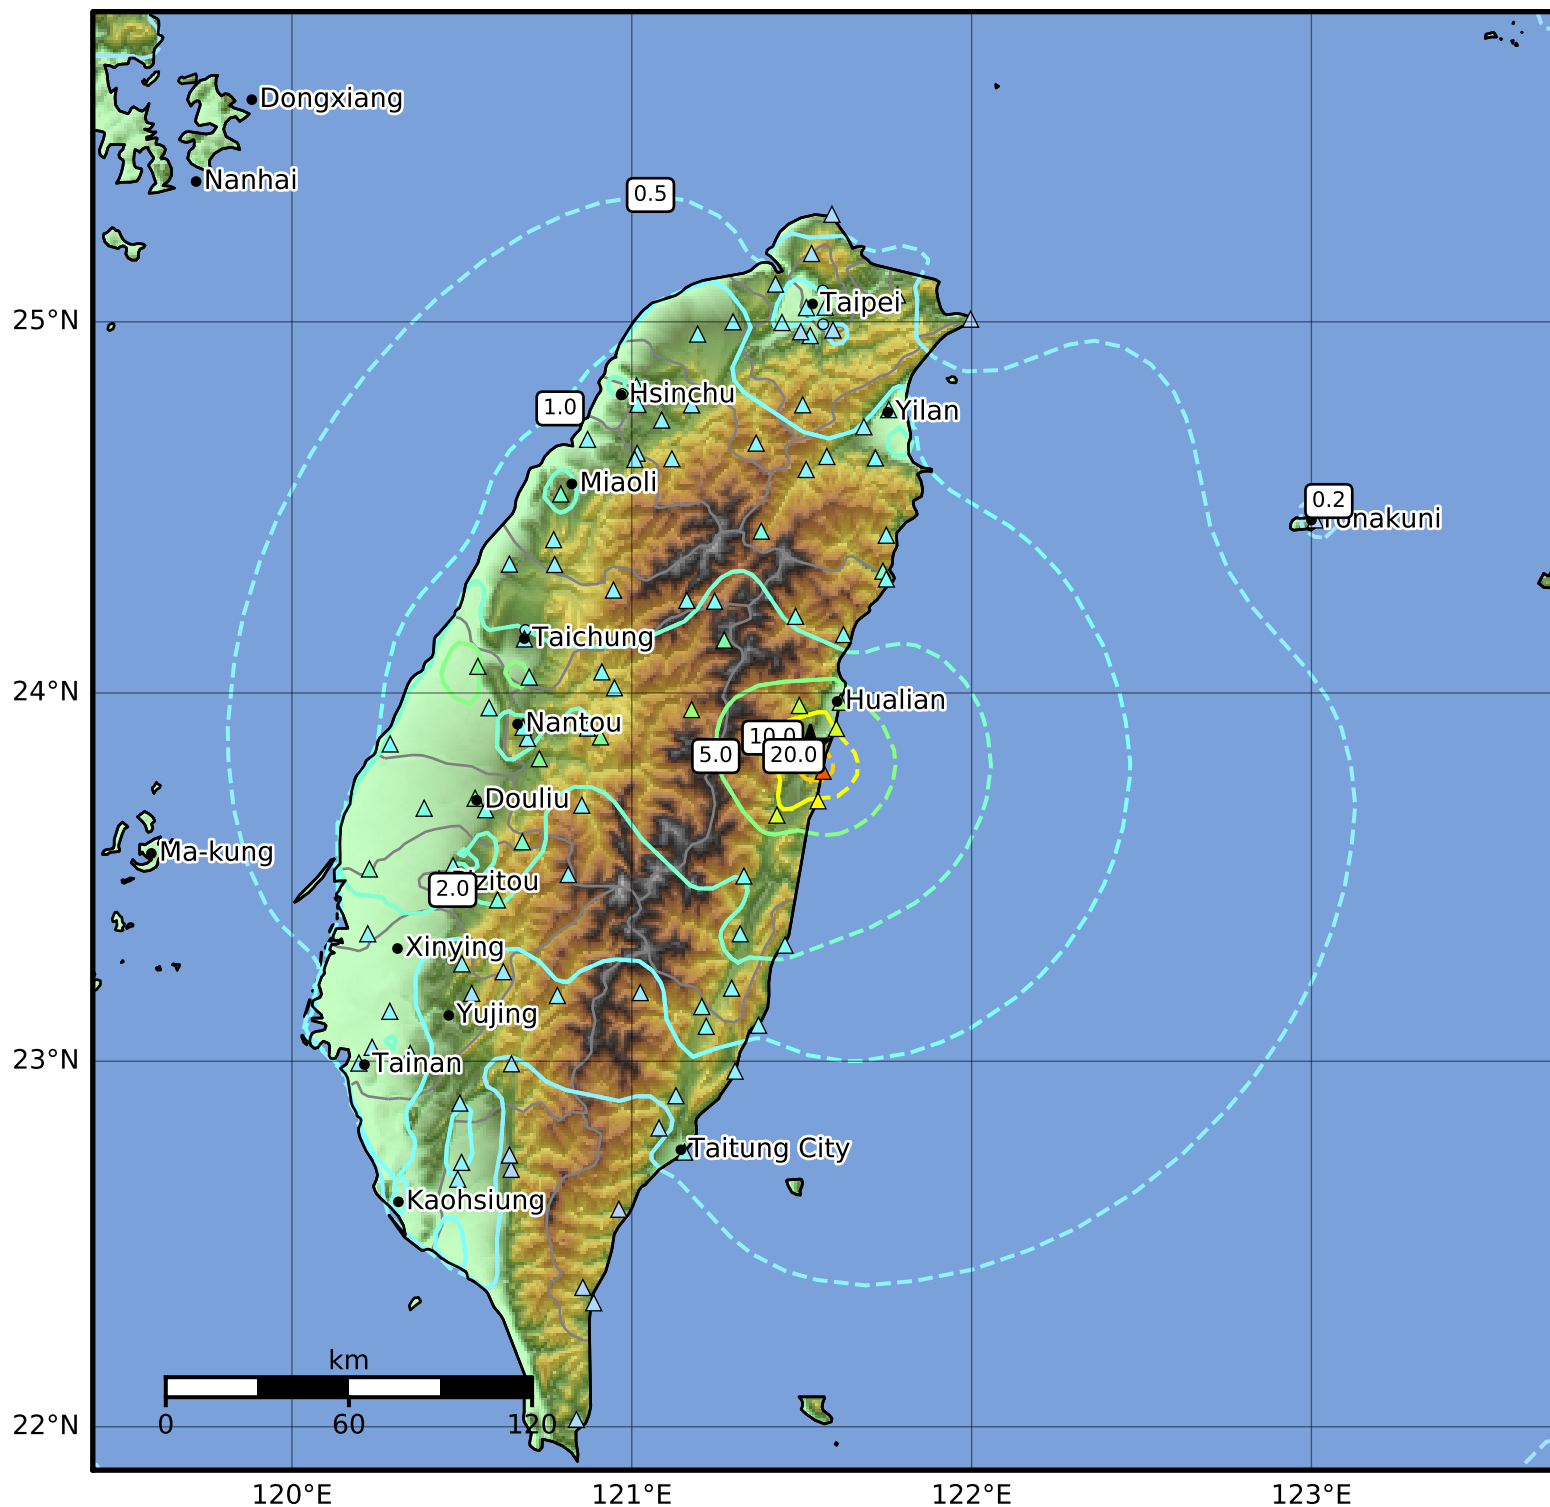 Dongxiang
Nanhai
0.5
25°N
Taipei
1.0
Hsinchu
Yilan
Miaoli
0.2
Yonakuni
Taichung
24°N
Hualian
Nantou
10.0
5.0
20.0
Douliu
Ma-kung
2.0
Xinying
Yujing
23°N
Tainan
Taitung City
Kaohsiung
km
0
60
120
22°N
120°E
121°E
122°E
123°E